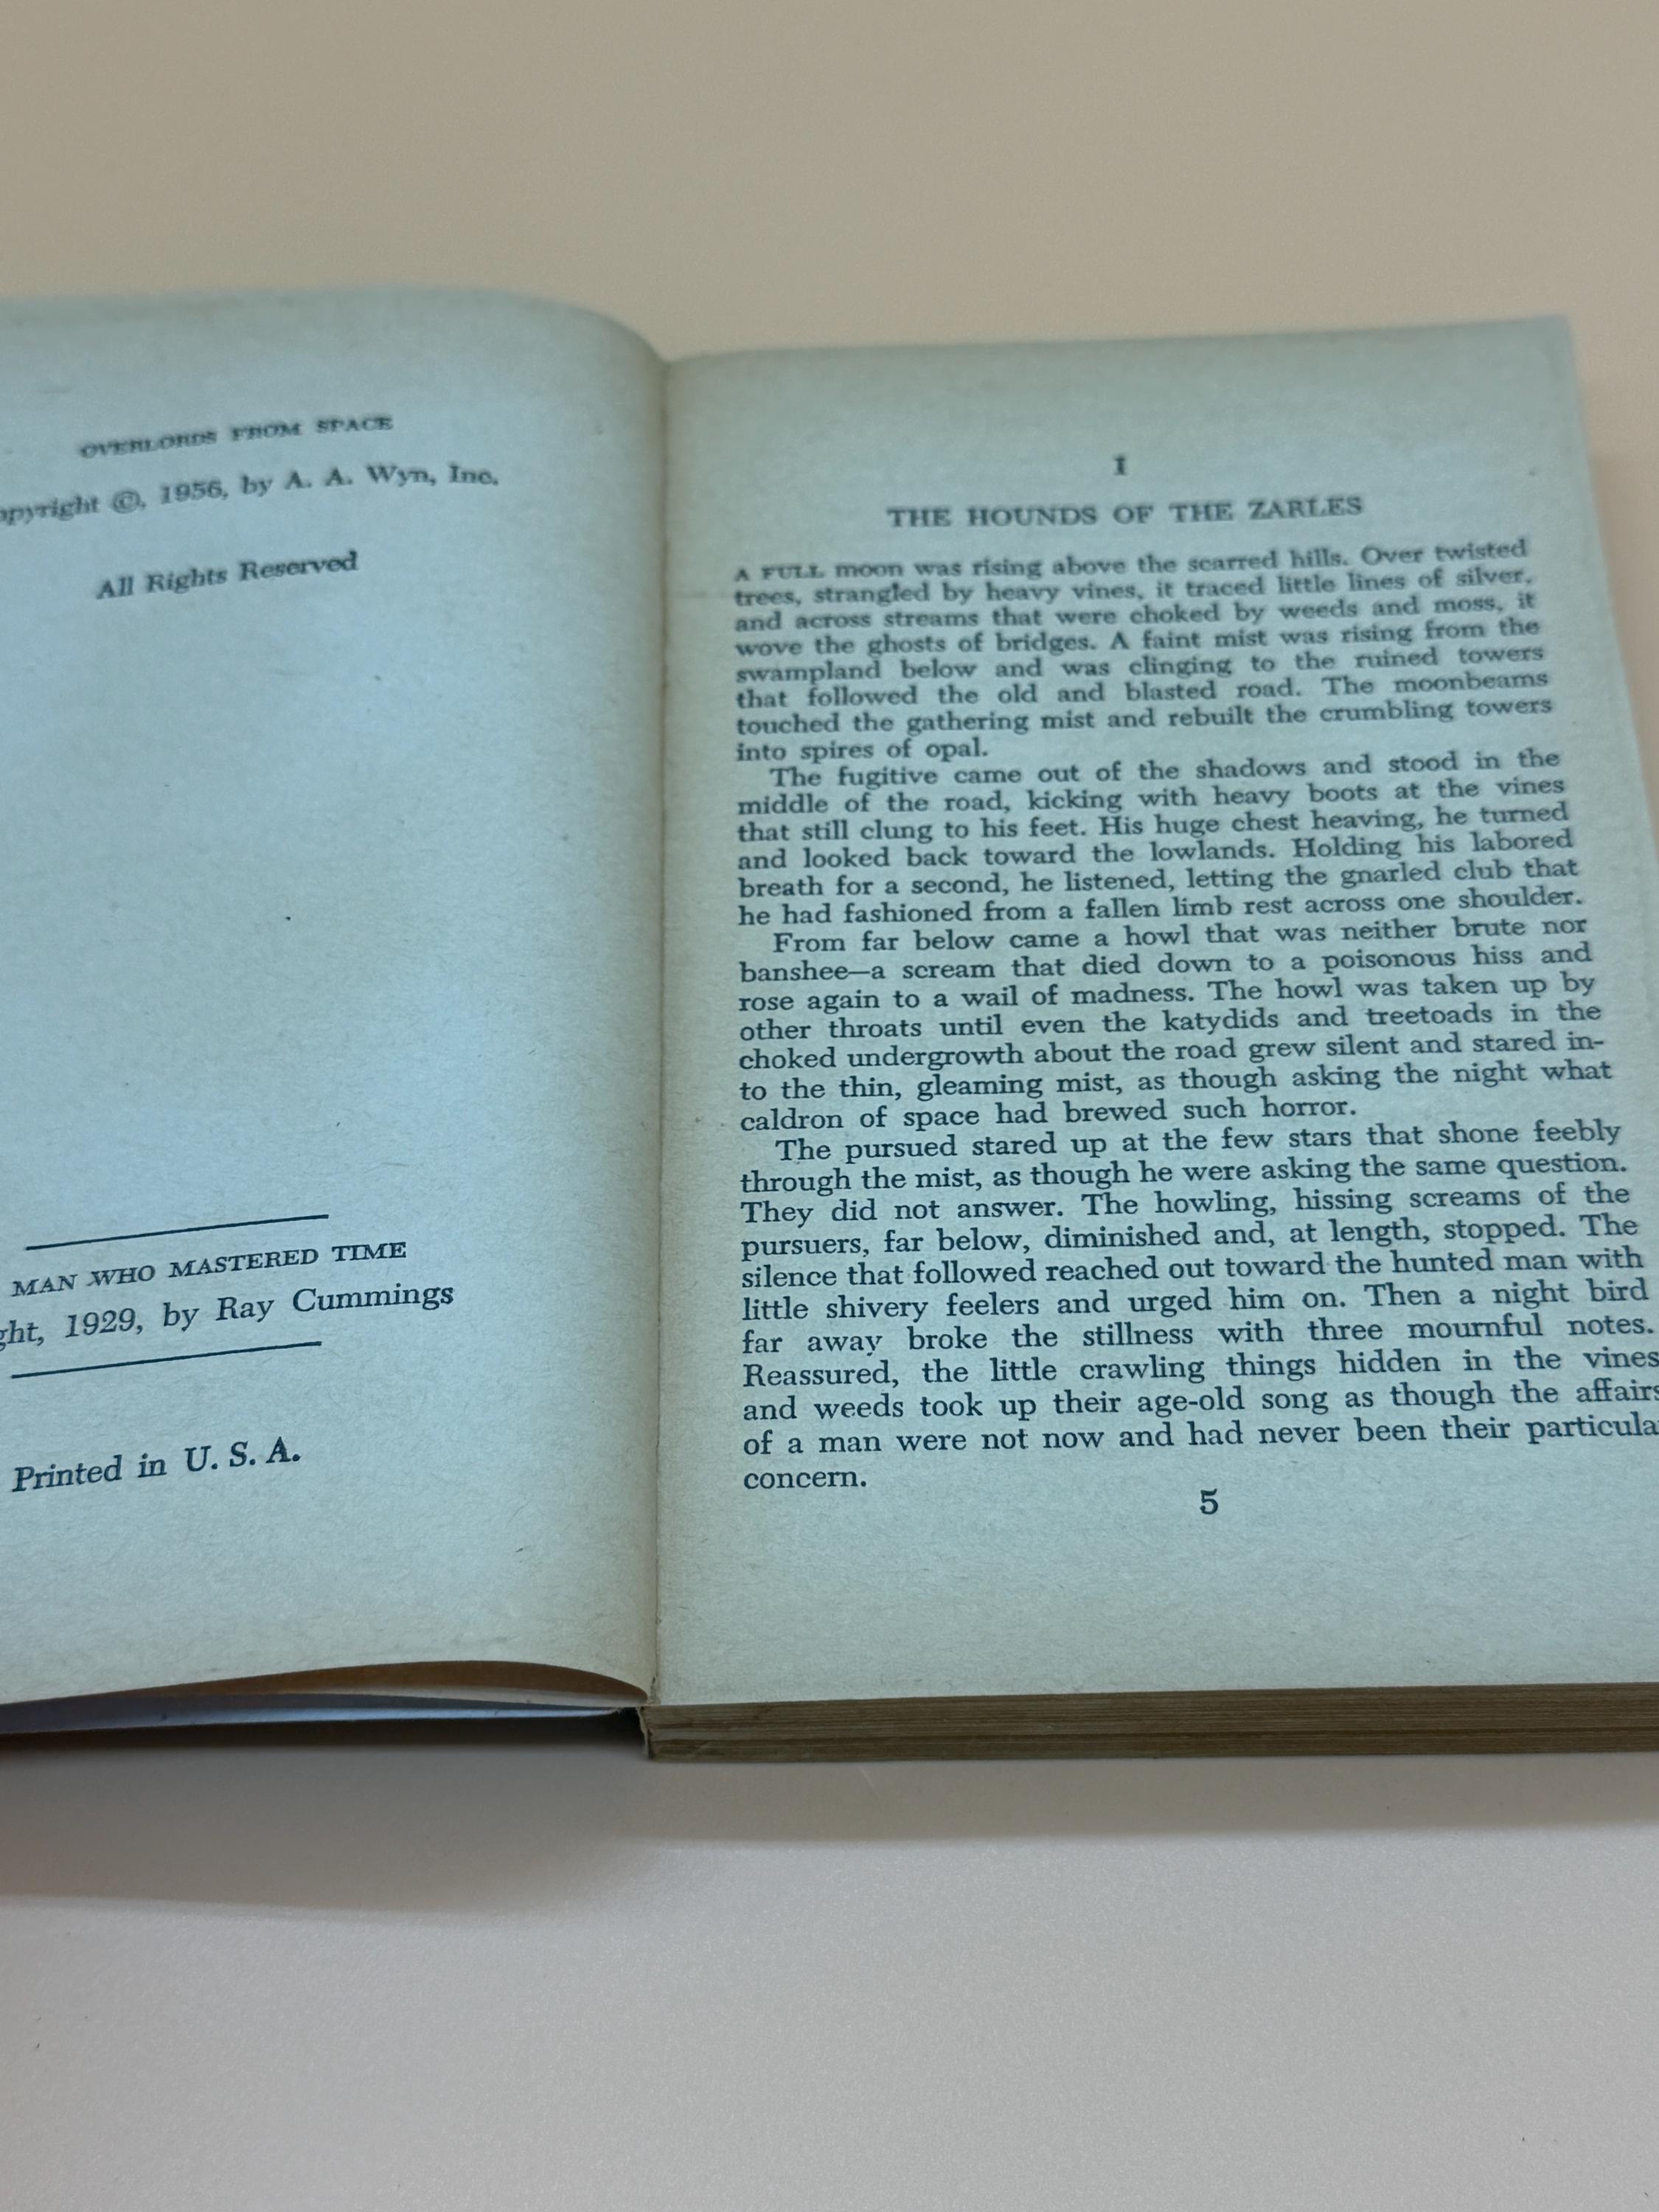 OVERLORDS FROM SPACE
opyright ©, 1956, by A. A. Wyn, Inc.
All Rights Reserved
MAN WHO MASTERED TIME
ght, 1929, by Ray Cummings
Printed in U. S. A.
I
THE HOUNDS OF THE ZARLES
A FULL moon was rising above the scarred hills. Over twisted
trees, strangled by heavy vines, it traced little lines of silver,
and across streams that were choked by weeds and moss, it
wove the ghosts of bridges. A faint mist was rising from the
swampland below and was clinging to the ruined towers
that followed the old and blasted road. The moonbeams
touched the gathering mist and rebuilt the crumbling towers
into spires of opal.
The fugitive came out of the shadows and stood in the
middle of the road, kicking with heavy boots at the vines
that still clung to his feet. His huge chest heaving, he turned
and looked back toward the lowlands. Holding his labored
breath for a second, he listened, letting the gnarled club that
he had fashioned from a fallen limb rest across one shoulder.
From far below came a howl that was neither brute nor
banshee—a scream that died down to a poisonous hiss and
rose again to a wail of madness. The howl was taken up by
other throats until even the katydids and treetoads in the
choked undergrowth about the road grew silent and stared in-
to the thin, gleaming mist, as though asking the night what
caldron of space had brewed such horror.
The pursued stared up at the few stars that shone feebly
through the mist, as though he were asking the same question.
They did not answer. The howling, hissing screams of the
pursuers, far below, diminished and, at length, stopped. The
silence that followed reached out toward the hunted man with
little shivery feelers and urged him on. Then a night bird
far away broke the stillness with three mournful notes.
Reassured, the little crawling things hidden in the vines
and weeds took up their age-old song as though the affairs
of a man were not now and had never been their particula
concern.
5